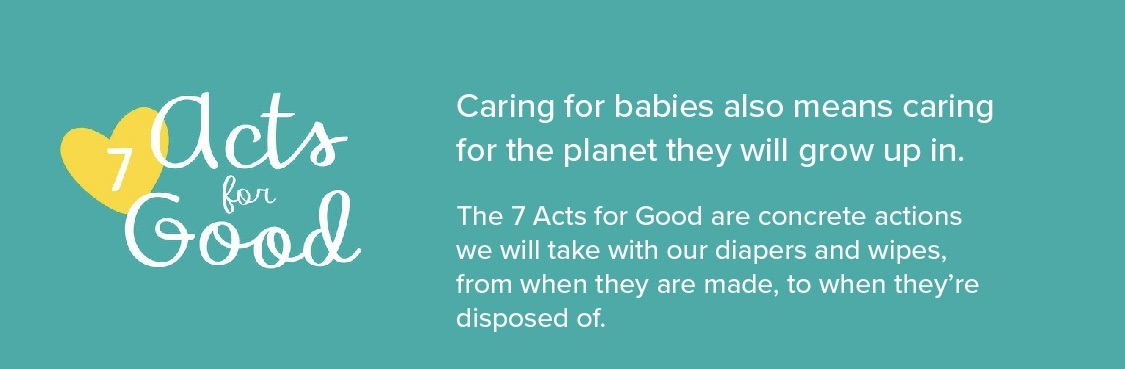 7 Acts
for
Good
Caring for babies also means caring
for the planet they will grow up in.
The 7 Acts for Good are concrete actions
we will take with our diapers and wipes,
from when they are made, to when they’re
disposed of.